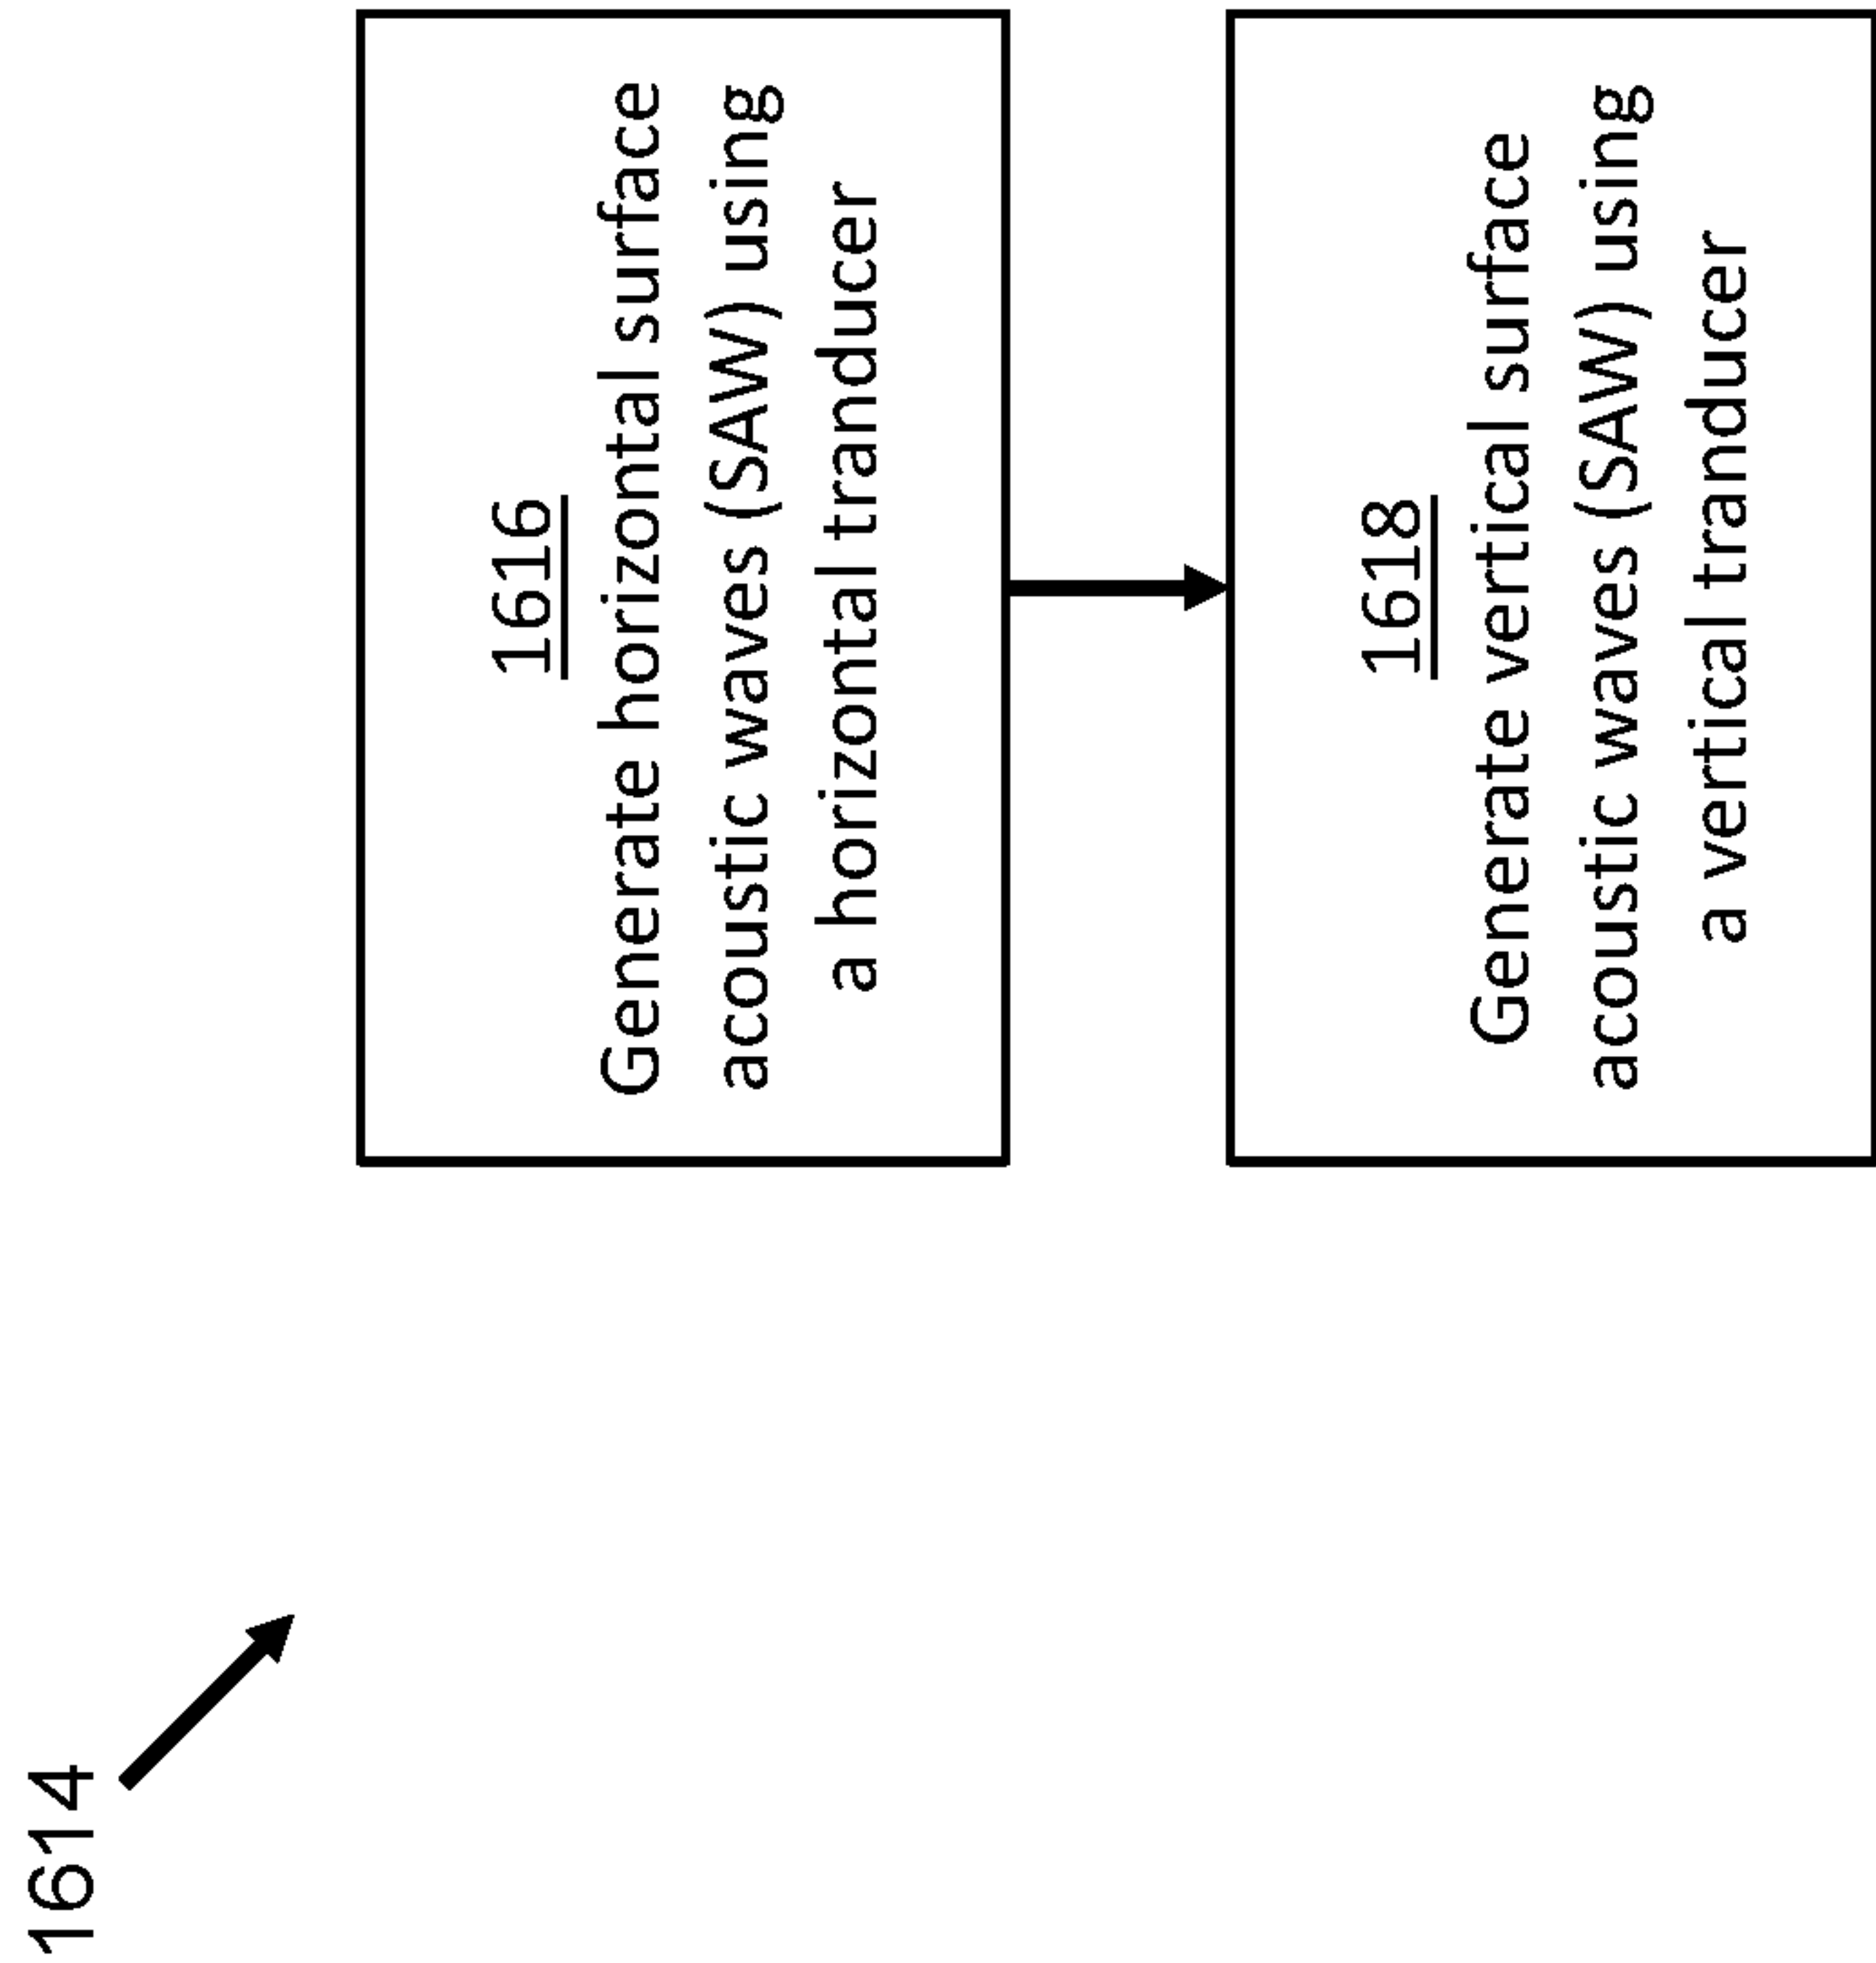 1614
1616
Generate horizontal surface
acoustic waves (SAW) using
a horizontal tranducer
1618
Generate vertical surface
acoustic waves (SAW) using
a vertical tranducer